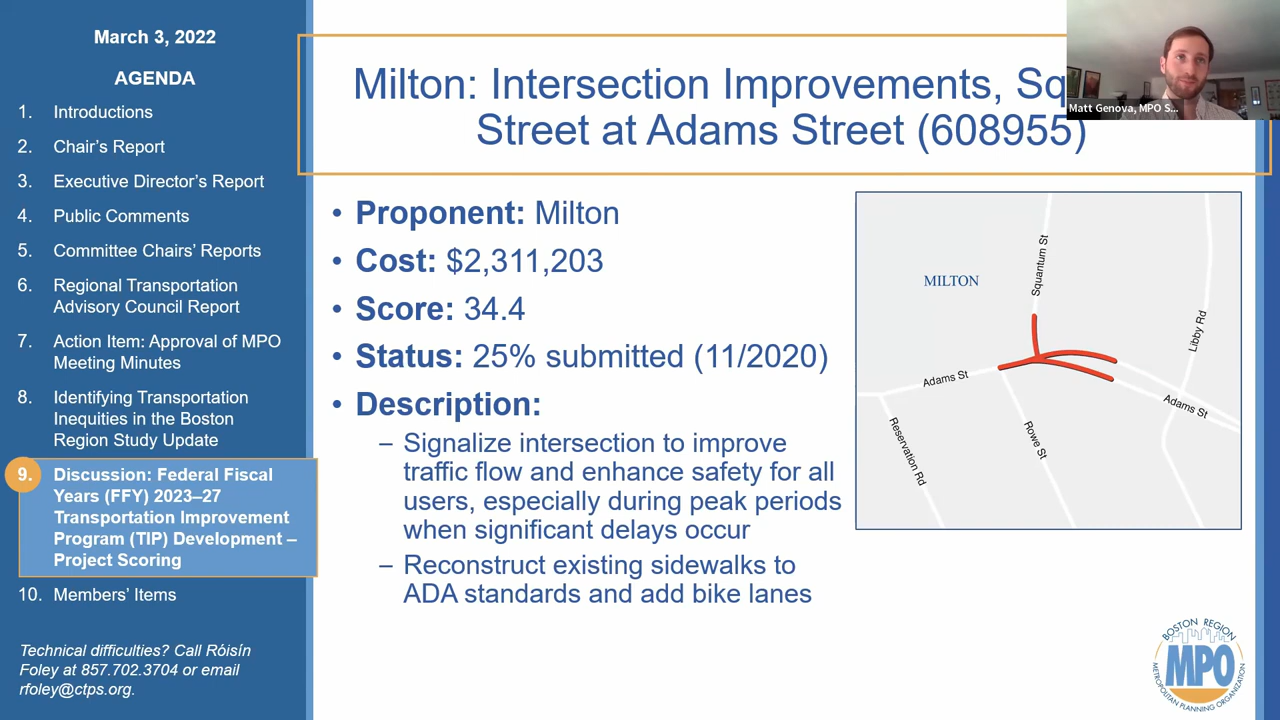 March 3, 2022
AGENDA
1. Introductions
2. Chair's Report
3. Executive Director's Report
4. Public Comments
5. Committee Chairs' Reports
6. Regional Transportation
Advisory Council Report
7. Action Item: Approval of MPO
Meeting Minutes
8. Identifying Transportation
Inequities in the Boston
Region Study Update
9. Discussion: Federal Fiscal
Years (FFY) 2023–27
Transportation Improvement
Program (TIP) Development –
Project Scoring
10. Members' Items
Technical difficulties? Call Róisín
Foley at 857.702.3704 or email
rfoley@ctps.org.
Milton: Intersection Improvements, Sq
Street at Adams Street (608955)
Matt Genova, MPO S...
• Proponent: Milton
• Cost: $2,311,203
• Score: 34.4
• Status: 25% submitted (11/2020)
• Description:
– Signalize intersection to improve
traffic flow and enhance safety for all
users, especially during peak periods
when significant delays occur
– Reconstruct existing sidewalks to
ADA standards and add bike lanes
MILTON
Squantum St
Libby Rd
Adams St
Adams St
Reservation Rd
Rowe St
BOSTON REGION
MPO
METROPOLITAN PLANNING ORGANIZATION